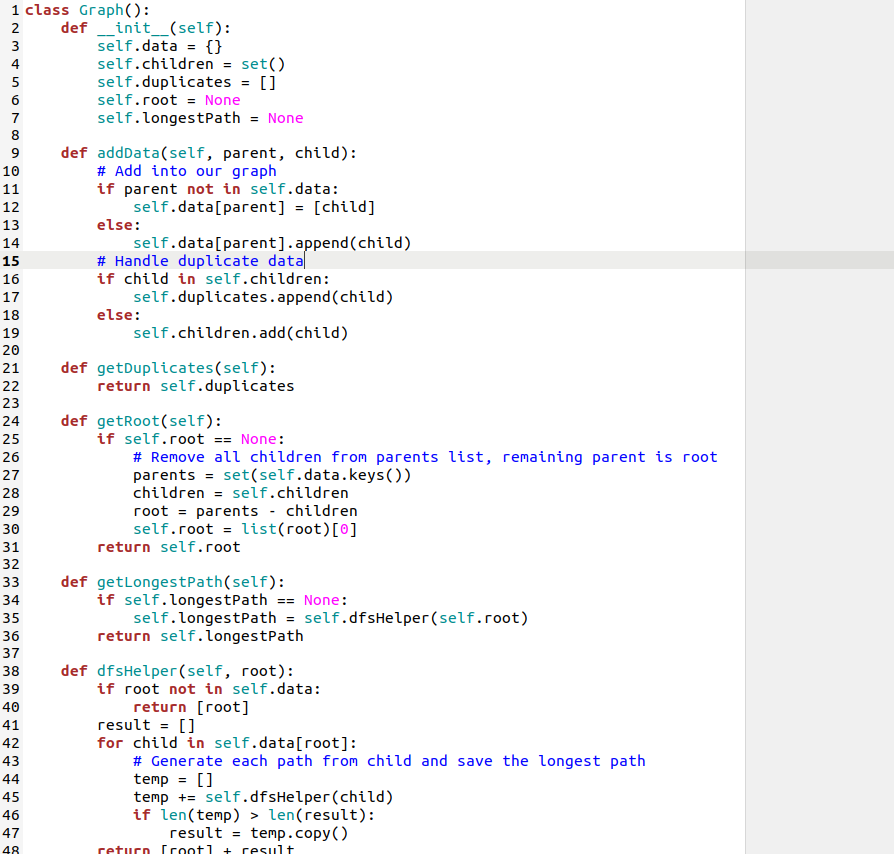 1 class Graph():
2     def __init__(self):
3         self.data = {}
4         self.children = set()
5         self.duplicates = []
6         self.root = None
7         self.longestPath = None
8
9     def addData(self, parent, child):
10         # Add into our graph
11         if parent not in self.data:
12             self.data[parent] = [child]
13         else:
14             self.data[parent].append(child)
15         # Handle duplicate data
16         if child in self.children:
17             self.duplicates.append(child)
18         else:
19             self.children.add(child)
20
21     def getDuplicates(self):
22         return self.duplicates
23
24     def getRoot(self):
25         if self.root == None:
26             # Remove all children from parents list, remaining parent is root
27             parents = set(self.data.keys())
28             children = self.children
29             root = parents - children
30             self.root = list(root)[0]
31         return self.root
32
33     def getLongestPath(self):
34         if self.longestPath == None:
35             self.longestPath = self.dfsHelper(self.root)
36         return self.longestPath
37
38     def dfsHelper(self, root):
39         if root not in self.data:
40             return [root]
41         result = []
42         for child in self.data[root]:
43             # Generate each path from child and save the longest path
44             temp = []
45             temp += self.dfsHelper(child)
46             if len(temp) > len(result):
47                 result = temp.copy()
48         return [root] + result